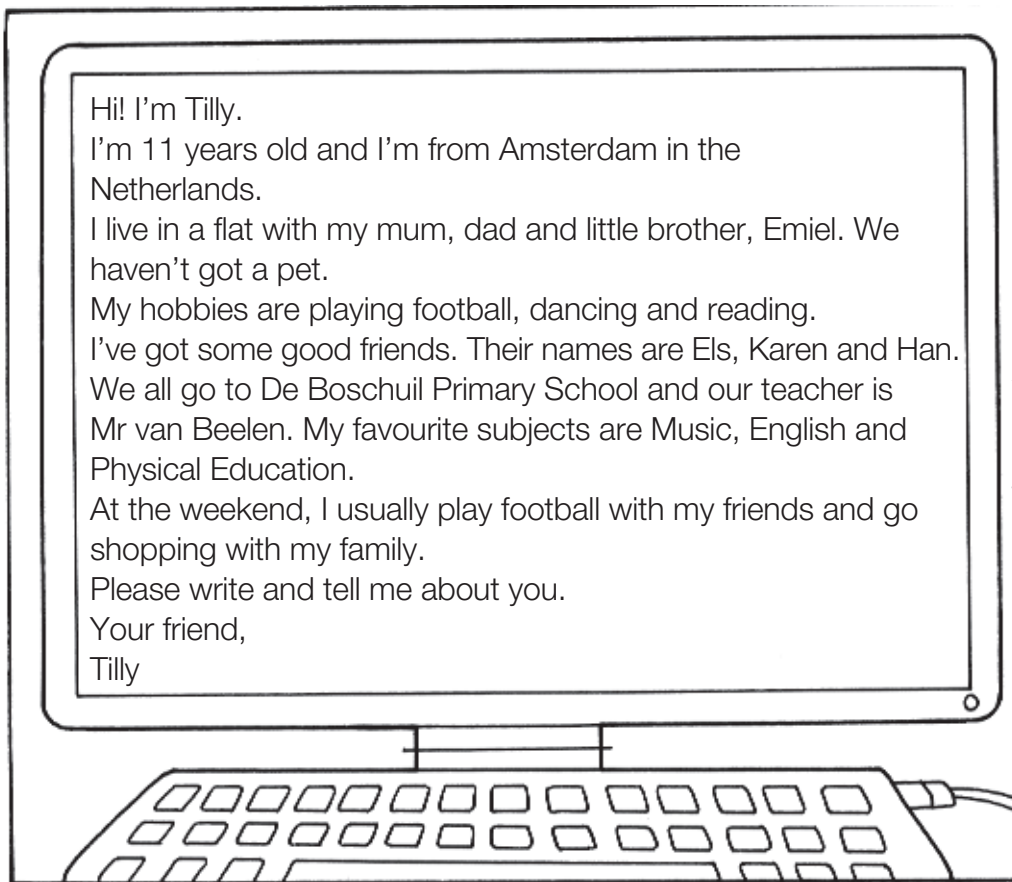 Hi! I’m Tilly.
I’m 11 years old and I’m from Amsterdam in the
Netherlands.
I live in a flat with my mum, dad and little brother, Emiel. We
haven’t got a pet.
My hobbies are playing football, dancing and reading.
I’ve got some good friends. Their names are Els, Karen and Han.
We all go to De Boschuil Primary School and our teacher is
Mr van Beelen. My favourite subjects are Music, English and
Physical Education.
At the weekend, I usually play football with my friends and go
shopping with my family.
Please write and tell me about you.
Your friend,
Tilly